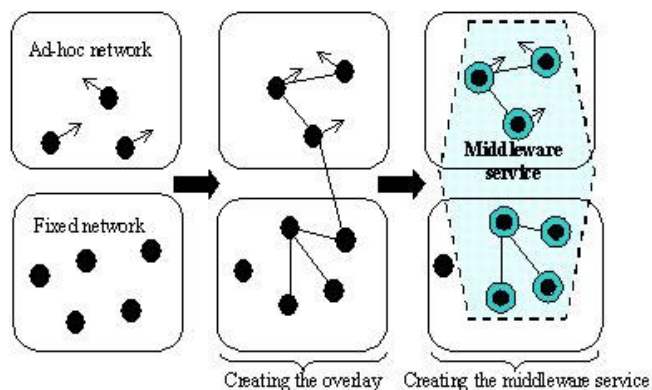 Ad-hoc network
Middleware
service
Fixed network
Creating the overlay
Creating the middleware service